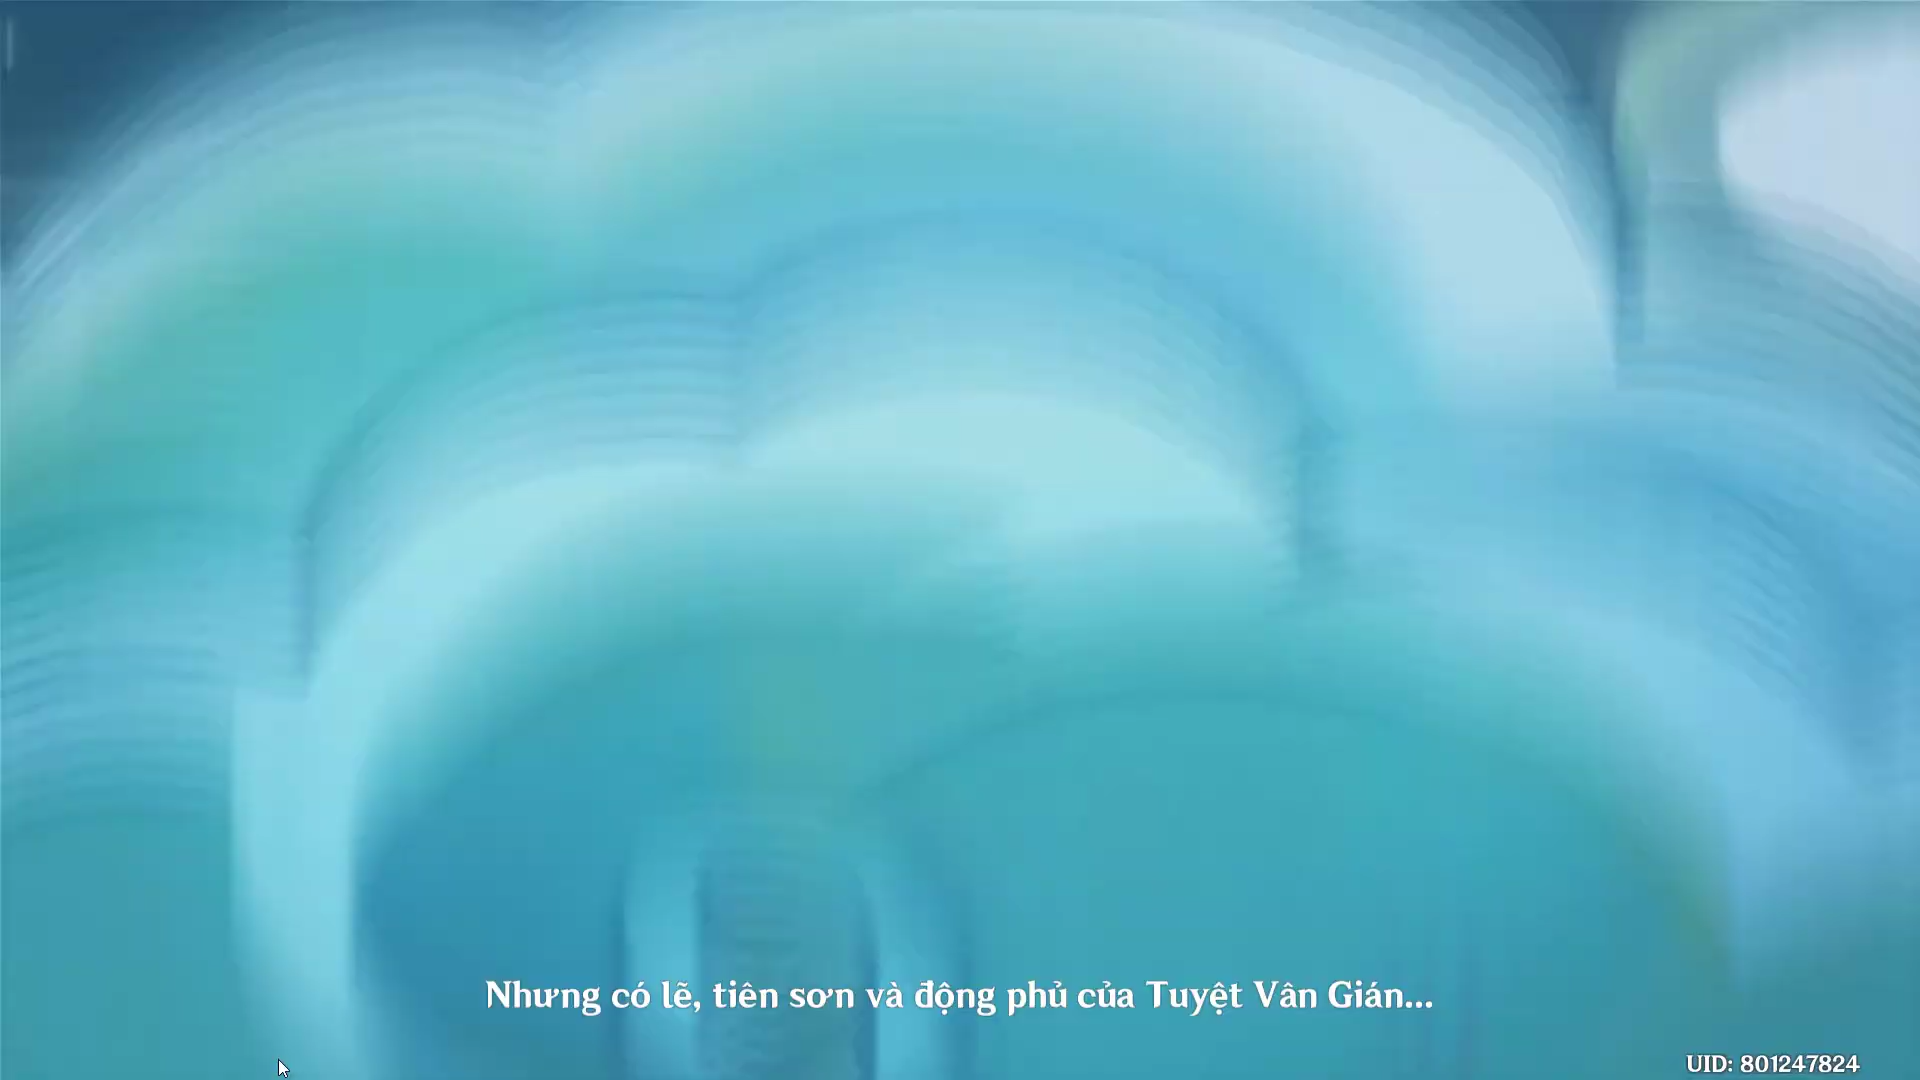 Nhưng có lẽ, tiên sơn và động phủ của Tuyệt Vân Gián...
UID: 801247824